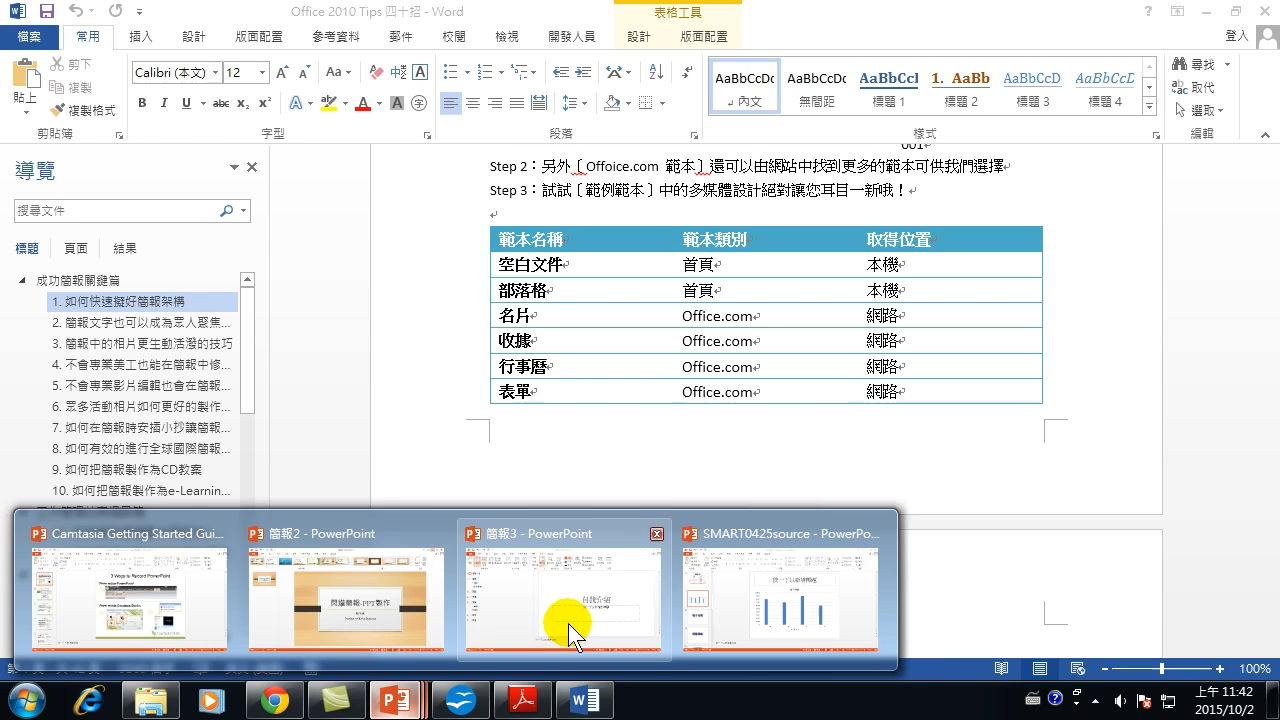 Office 2010 Tips 四十招 - Word
表格工具
檔案
常用
插入
設計
版面配置
參考資料
郵件
校閱
檢視
開發人員
設計
版面配置
登入
貼上
剪下
複製
複製格式
剪貼簿
Calibri (本文)
12
字型
段落
AaBbCcDc
內文
AaBbCcDc
無間距
AaBbCcl
標題 1
1. AaBb
標題 2
AaBbCcD
標題 3
AaBbCcL
標題 4
樣式
尋找
取代
選取
編輯
導覽
搜尋文件
標題
頁面
結果
成功簡報關鍵篇
1. 如何快速擬好簡報架構
2. 簡報文字也可以成為眾人聚焦...
3. 簡報中的相片更生動活潑的技巧
4. 不會專業美工也能在簡報中修...
5. 不會專業影片編輯也會在簡報...
6. 眾多活動相片如何更好的製作...
7. 如何在簡報時安插小抄讓簡報...
8. 如何有效的進行全球國際簡報...
9. 如何把簡報製作為CD教案
10. 如何把簡報製作為e-Learnin...
001
Step 2：另外〔Offoice.com 範本〕還可以由網站中找到更多的範本可供我們選擇
Step 3：試試〔範例範本〕中的多媒體設計絕對讓您耳目一新哦！
範本名稱 範本類別 取得位置
空白文件 首頁 本機
部落格 首頁 本機
名片 Office.com 網路
收據 Office.com 網路
行事曆 Office.com 網路
表單 Office.com 網路
Camtasia Getting Started Gui...
簡報2 - PowerPoint
簡報3 - PowerPoint
SMART0425source - PowerPo...
3 Ways to Record PowerPoint
自我介紹
100%
上午 11:42
2015/10/2